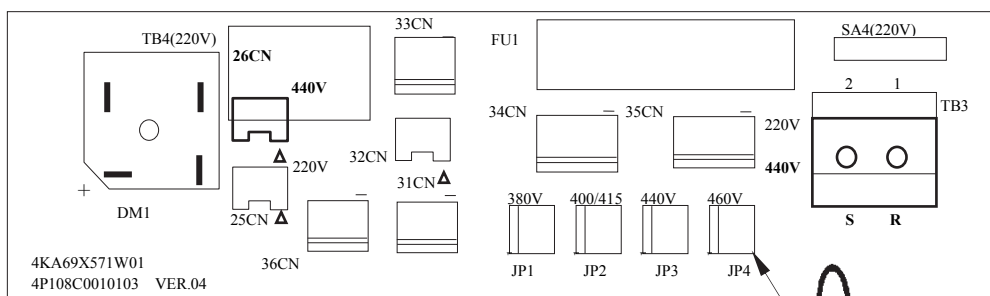 33CN
TB4(220V)
FU1
SA4(220V)
26CN
440V
2 1
TB3
34CN
35CN
220V
440V
32CN
220V
31CN
+
DM1
25CN
380V 400/415 440V 460V
S R
36CN
JP1 JP2 JP3 JP4
4KA69X571W01
4P108C0010103 VER.04